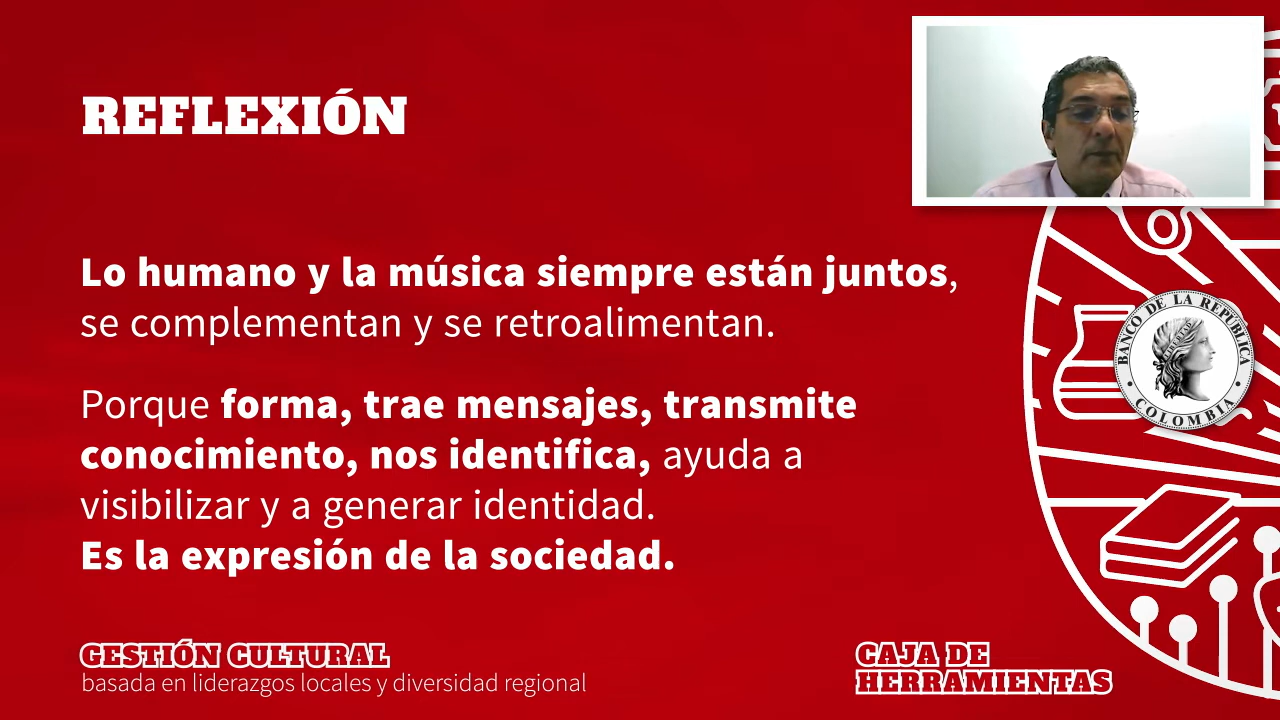 REFLEXIÓN
Lo humano y la música siempre están juntos,
se complementan y se retroalimentan.
Porque forma, trae mensajes, transmite
conocimiento, nos identifica, ayuda a
visibilizar y a generar identidad.
Es la expresión de la sociedad.
BANCO DE LA REPÚBLICA
COLOMBIA
GESTIÓN CULTURAL
basada en liderazgos locales y diversidad regional
CAJA DE
HERRAMIENTAS